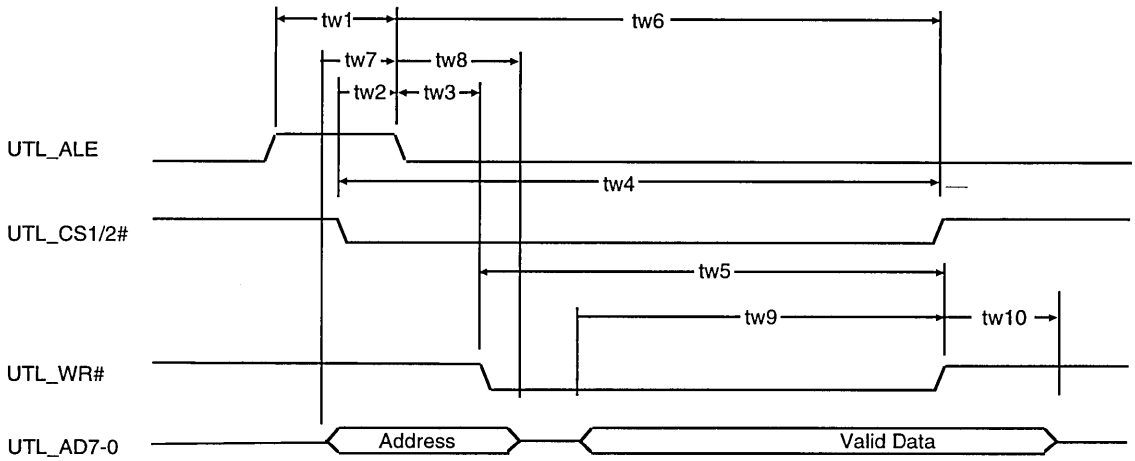 tw1
tw6
tw7
tw8
tw2
tw3
UTL_ALE
tw4
UTL_CS1/2#
tw5
tw9
tw10
UTL_WR#
UTL_AD7-0
Address
Valid Data